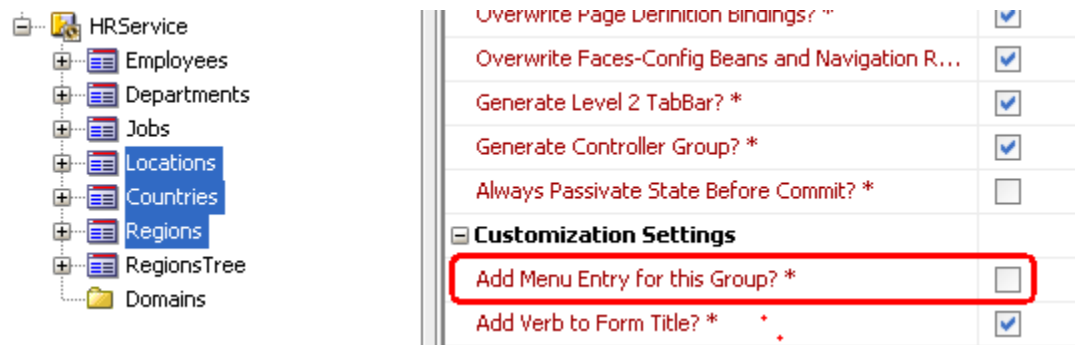 HRService
Employees
Departments
Jobs
Locations
Countries
Regions
RegionsTree
Domains
Overwrite Page Definition Bindings? *
Overwrite Faces-Config Beans and Navigation R...
Generate Level 2 TabBar? *
Generate Controller Group? *
Always Passivate State Before Commit? *
Customization Settings
Add Menu Entry for this Group? *
Add Verb to Form Title? *